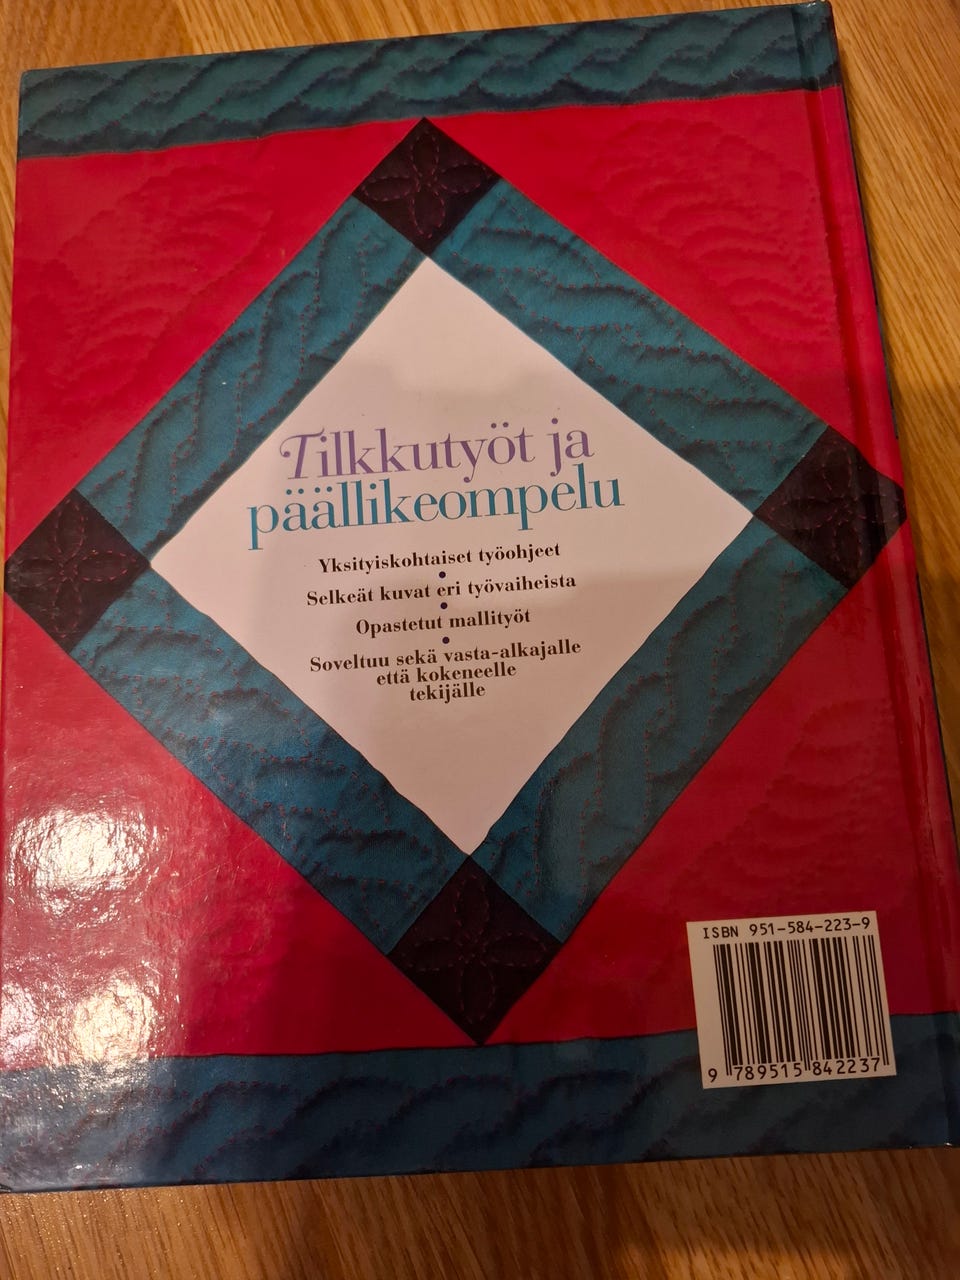 Tilkkutyöt ja
päällikeompelu
Yksityiskohtaiset työohjeet
•
Selkeät kuvat eri työvaiheista
•
Opastetut mallityöt
•
Soveltuu sekä vasta-alkajalle
että kokeneelle
tekijälle
ISBN 951-584-223-9
9 789515 842237